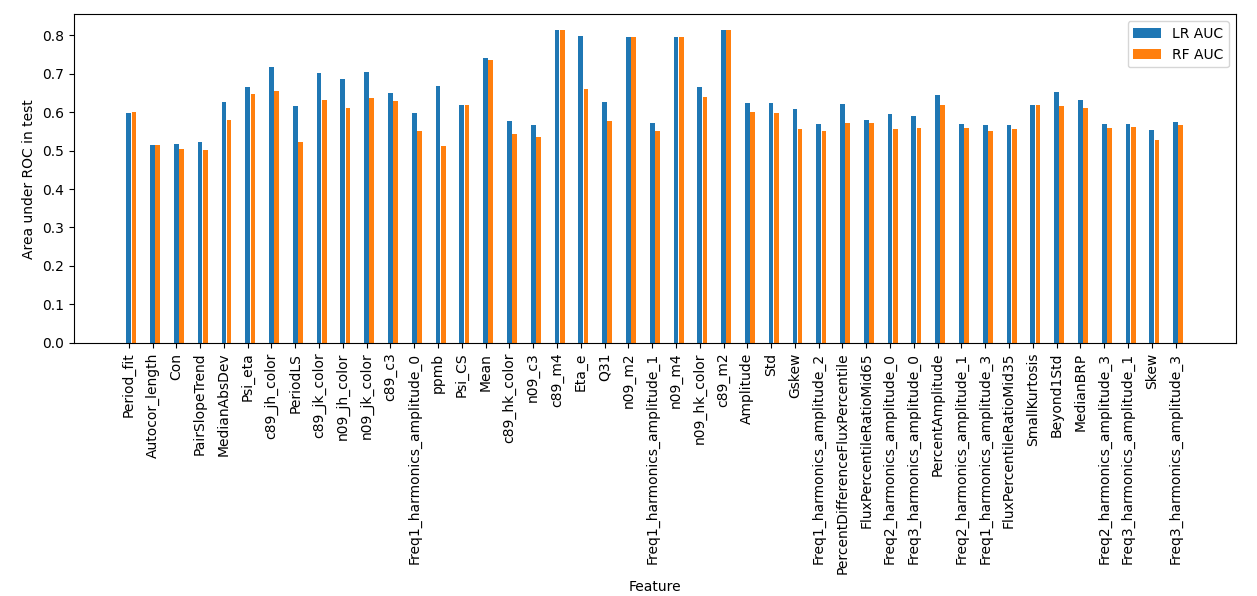 LR AUC
RF AUC
Area under ROC in test
0.8
0.7
0.6
0.5
0.4
0.3
0.2
0.1
0.0
Period_fit
Autocor_length
Con
PairSlopeTrend
MedianAbsDev
Psi_eta
c89_jh_color
PeriodLS
c89_jk_color
n09_jh_color
n09_jk_color
c89_c3
Freq1_harmonics_amplitude_0
ppmb
Psi_CS
Mean
c89_hk_color
n09_c3
c89_m4
Eta_e
Q31
n09_m2
Freq1_harmonics_amplitude_1
n09_m4
n09_hk_color
c89_m2
Amplitude
Std
Gskew
Freq1_harmonics_amplitude_2
PercentDifferenceFluxPercentile
FluxPercentileRatioMid65
Freq2_harmonics_amplitude_0
Freq3_harmonics_amplitude_0
PercentAmplitude
Freq2_harmonics_amplitude_1
Freq1_harmonics_amplitude_3
FluxPercentileRatioMid35
SmallKurtosis
Beyond1Std
MedianBRP
Freq2_harmonics_amplitude_3
Freq3_harmonics_amplitude_1
Skew
Freq3_harmonics_amplitude_3
Feature